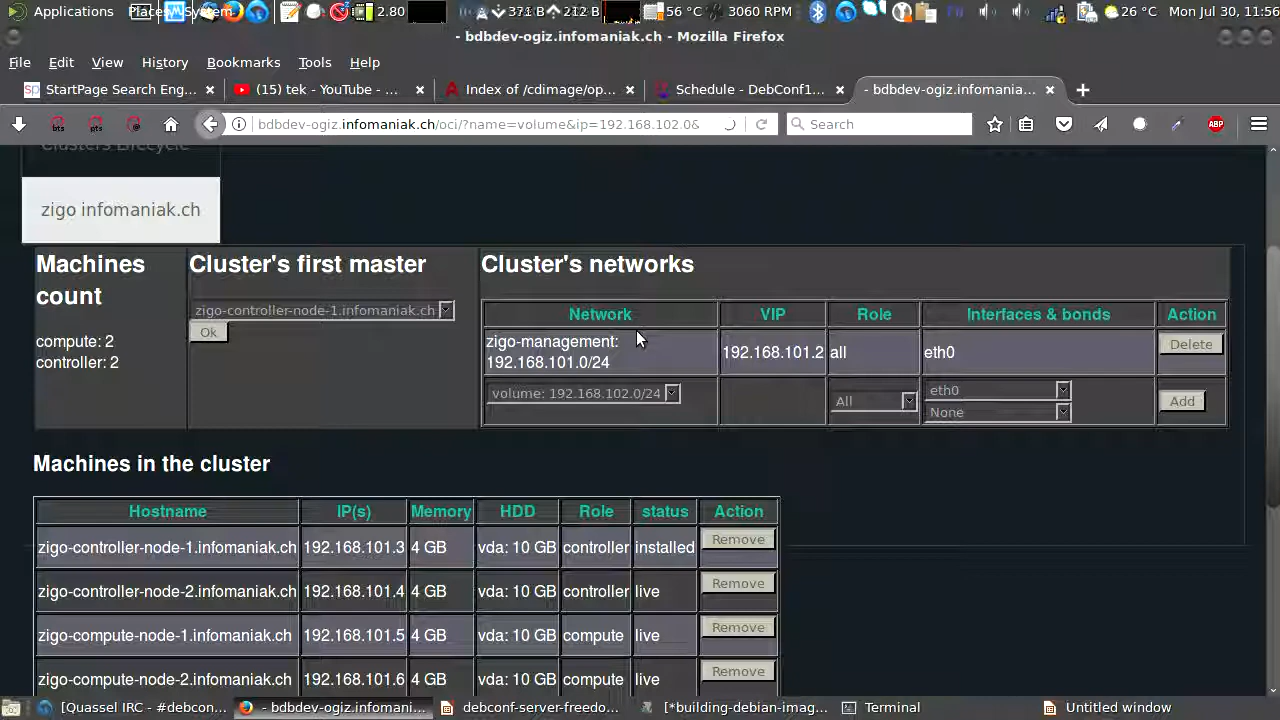 Applications Places System 2.80 371 B 212 B 56 °C 3060 RPM 26 °C Mon Jul 30, 11:56
- bdbdev-ogiz.infomaniak.ch - Mozilla Firefox
File Edit View History Bookmarks Tools Help
StartPage Search Eng... (15) tek - YouTube - ... Index of /cdimage/op... Schedule - DebConf1... - bdbdev-ogiz.infomania...
bdbdev-ogiz.infomaniak.ch/oci/?name=volume&ip=192.168.102.0& Search ABP
Clusters Lifecycle
zigo infomaniak.ch
Machines count
compute: 2
controller: 2
Cluster's first master
zigo-controller-node-1.infomaniak.ch
Ok
Cluster's networks
Network VIP Role Interfaces & bonds Action
zigo-management: 192.168.101.0/24 192.168.101.2 all eth0 Delete
volume: 192.168.102.0/24 All eth0 None Add
Machines in the cluster
Hostname IP(s) Memory HDD Role status Action
zigo-controller-node-1.infomaniak.ch 192.168.101.3 4 GB vda: 10 GB controller installed Remove
zigo-controller-node-2.infomaniak.ch 192.168.101.4 4 GB vda: 10 GB controller live Remove
zigo-compute-node-1.infomaniak.ch 192.168.101.5 4 GB vda: 10 GB compute live Remove
zigo-compute-node-2.infomaniak.ch 192.168.101.6 4 GB vda: 10 GB compute live Remove
[Quassel IRC - #debcon... - bdbdev-ogiz.infomani... debconf-server-freedo... [*building-debian-imag... Terminal Untitled window